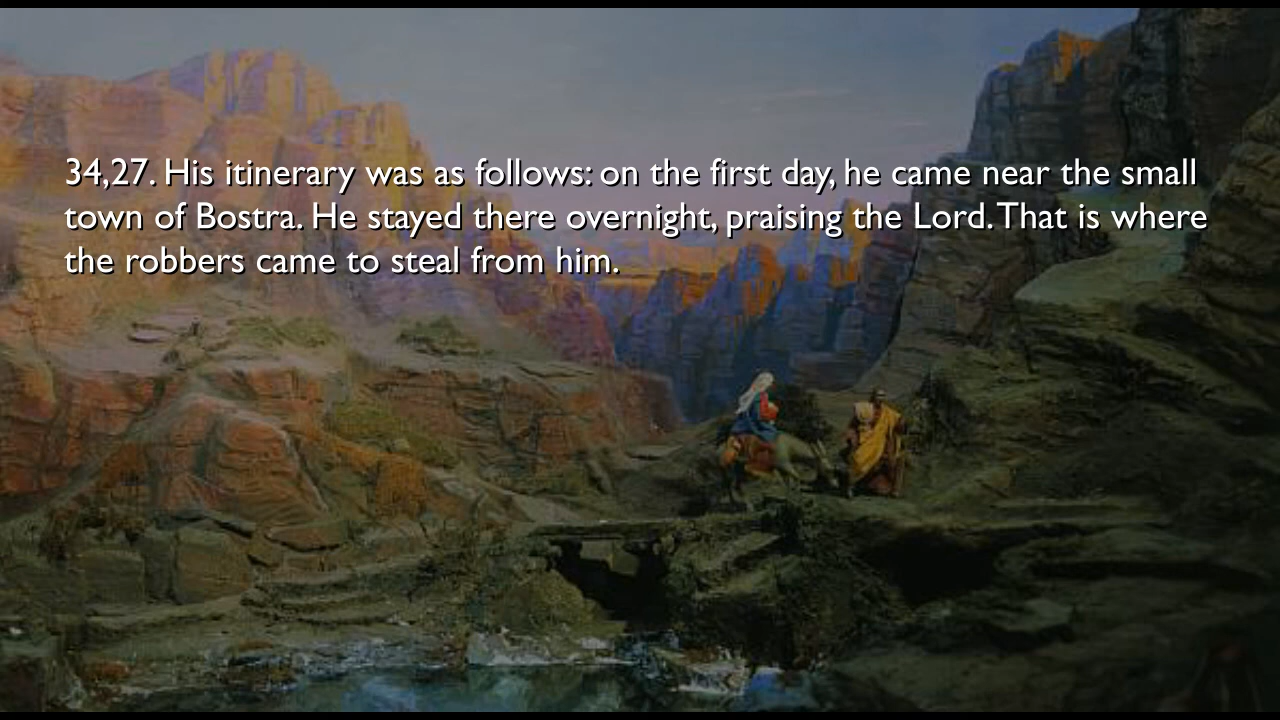 34,27. His itinerary was as follows: on the first day, he came near the small
town of Bostra. He stayed there overnight, praising the Lord. That is where
the robbers came to steal from him.